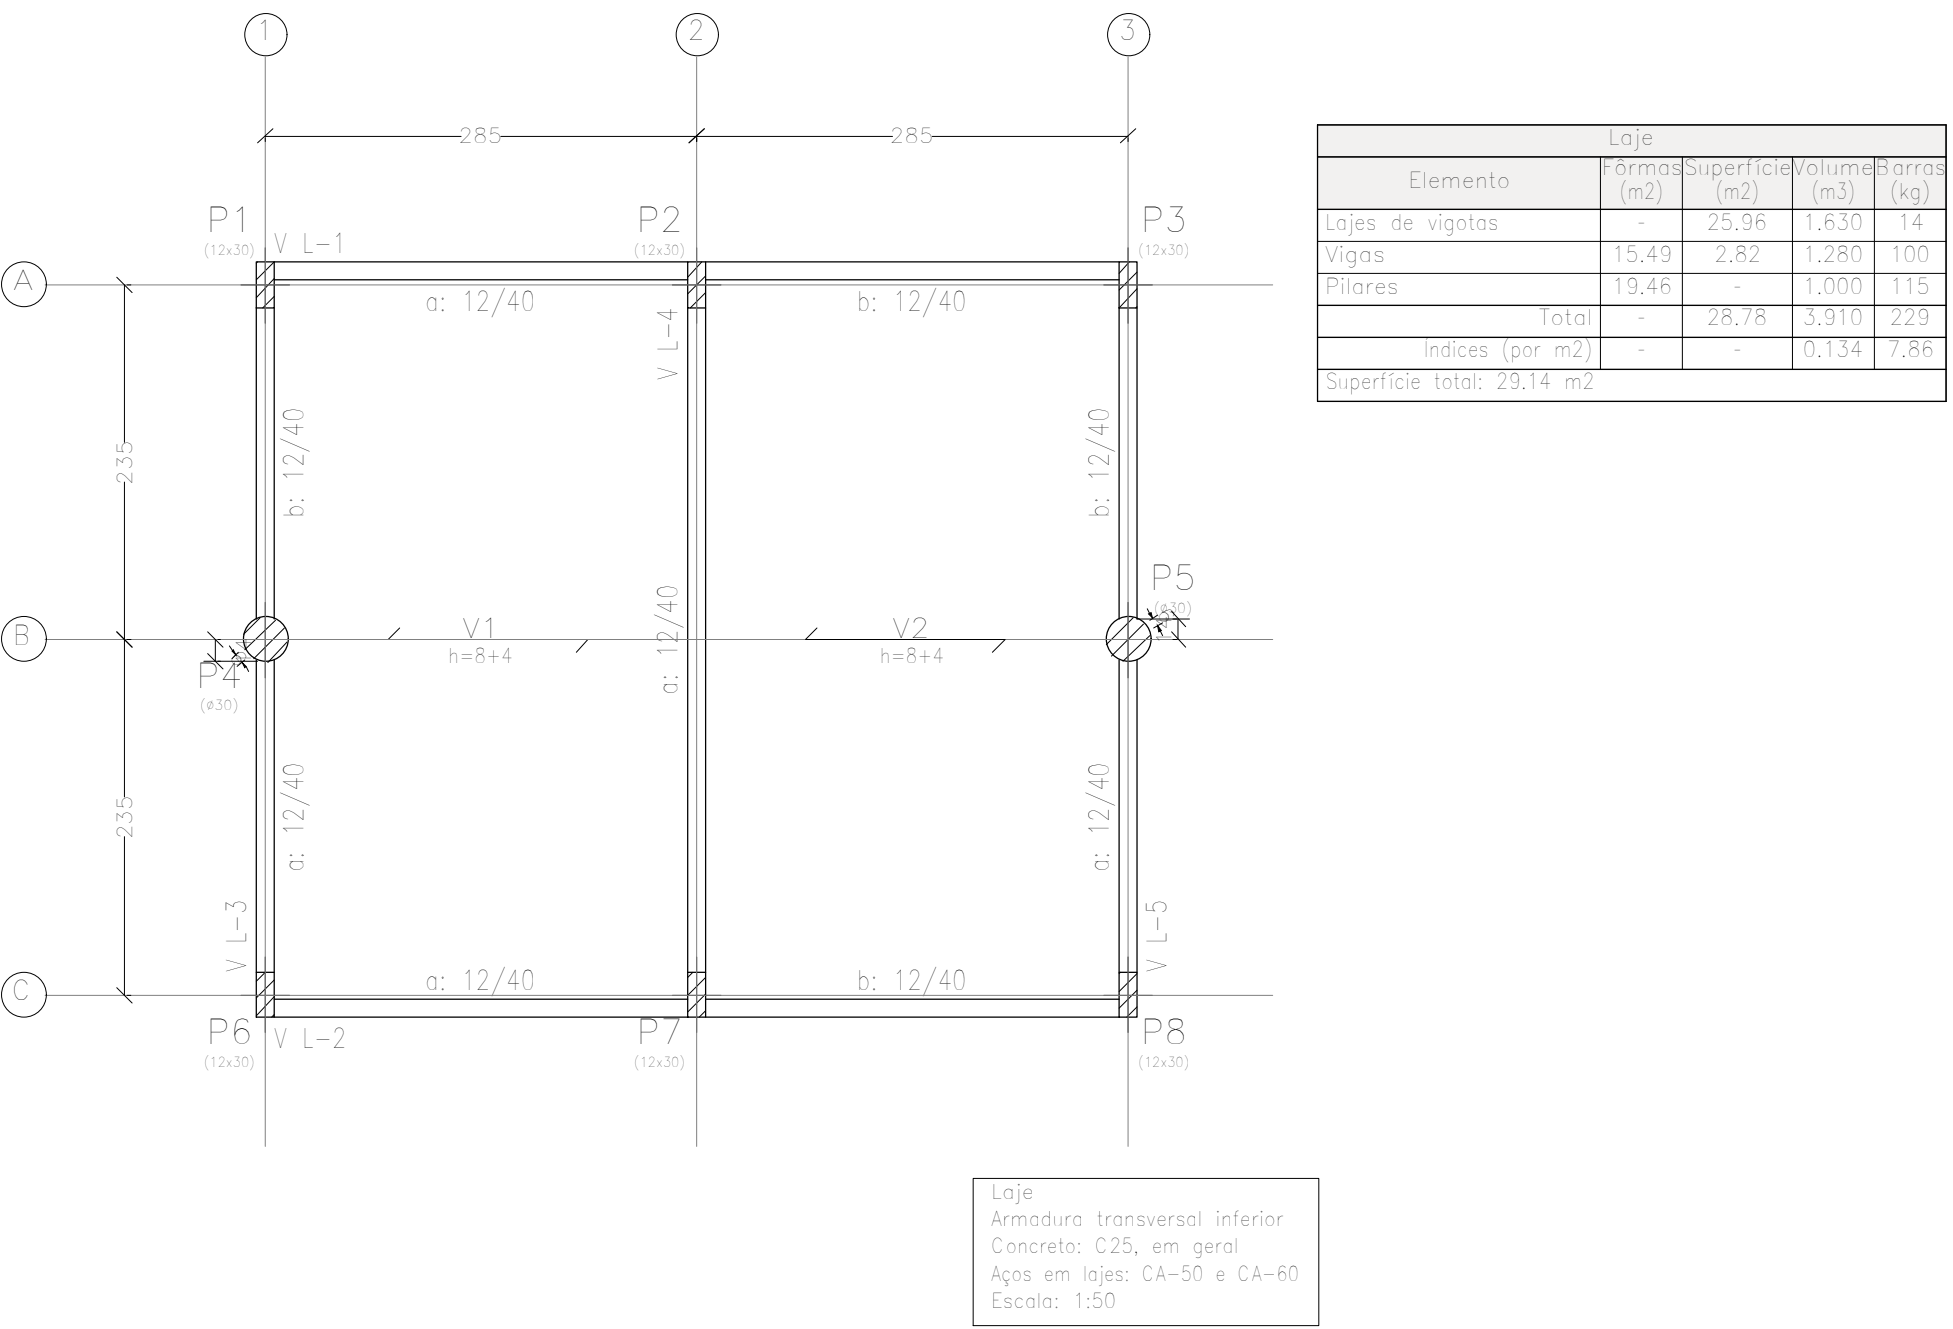 1
2
3
285
285
Laje
Elemento
Fôrmas (m2)
Superfície (m2)
Volume (m3)
Barras (kg)
Lajes de vigotas - 25.96 1.630 14
Vigas 15.49 2.82 1.280 100
Pilares 19.46 - 1.000 115
Total - 28.78 3.910 229
Índices (por m2) - - 0.134 7.86
Superfície total: 29.14 m2
P1
(12x30)
V L-1
P2
(12x30)
P3
(12x30)
A
a: 12/40
b: 12/40
V L-4
b: 12/40
b: 12/40
235
P5
(ø30)
a: 12/40
B
V1
h=8+4
V2
h=8+4
P4
(ø30)
235
a: 12/40
a: 12/40
V L-3
V L-5
a: 12/40
b: 12/40
C
P6
(12x30)
V L-2
P7
(12x30)
P8
(12x30)
Laje
Armadura transversal inferior
Concreto: C25, em geral
Aços em lajes: CA-50 e CA-60
Escala: 1:50